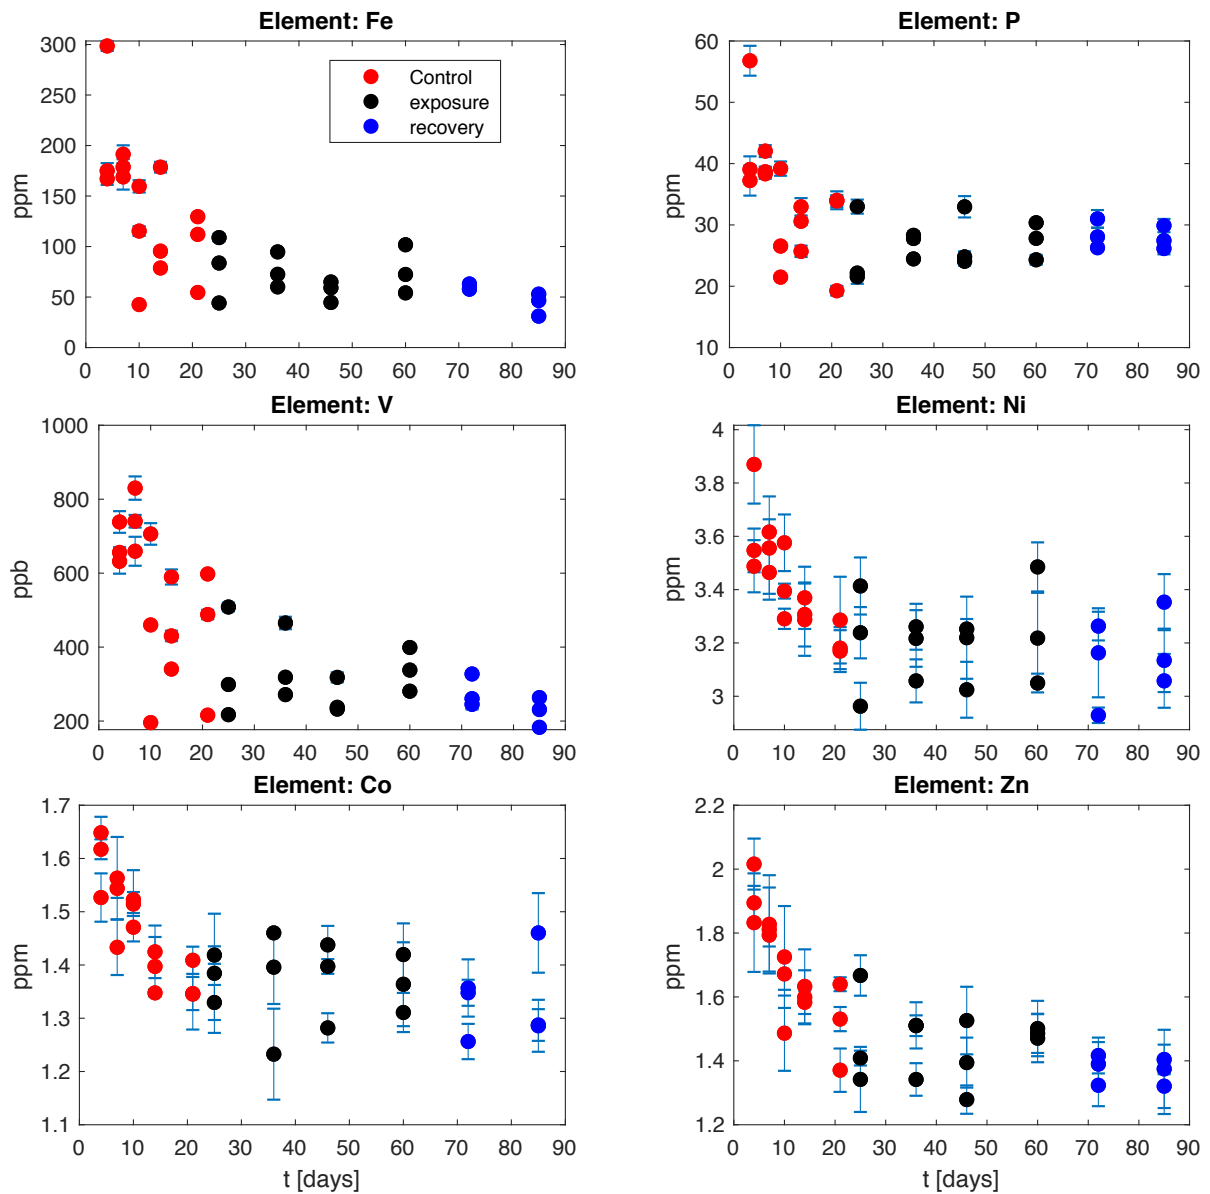 Element: Fe
300
250
200
150
100
50
0
ppm
0 10 20 30 40 50 60 70 80 90
Control
exposure
recovery
Element: P
60
50
40
30
20
10
ppm
0 10 20 30 40 50 60 70 80 90
Element: V
1000
800
600
400
200
ppb
0 10 20 30 40 50 60 70 80 90
Element: Ni
4
3.8
3.6
3.4
3.2
3
ppm
0 10 20 30 40 50 60 70 80 90
Element: Co
1.7
1.6
1.5
1.4
1.3
1.2
1.1
ppm
0 10 20 30 40 50 60 70 80 90
t [days]
Element: Zn
2.2
2
1.8
1.6
1.4
1.2
ppm
0 10 20 30 40 50 60 70 80 90
t [days]